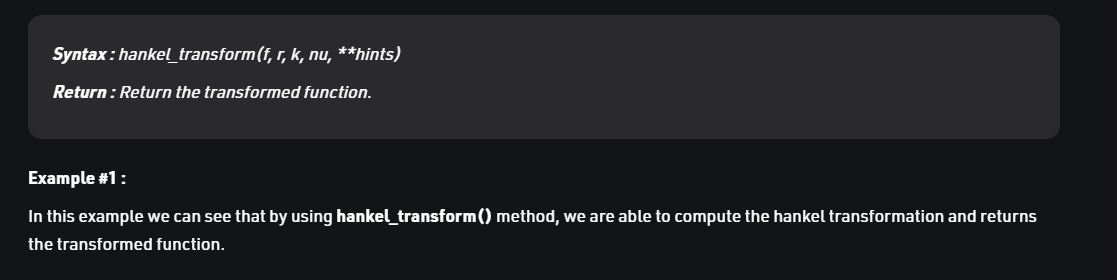 Syntax : hankel_transform(f, r, k, nu, **hints)
Return : Return the transformed function.
Example #1 :
In this example we can see that by using hankel_transform() method, we are able to compute the hankel transformation and returns
the transformed function.